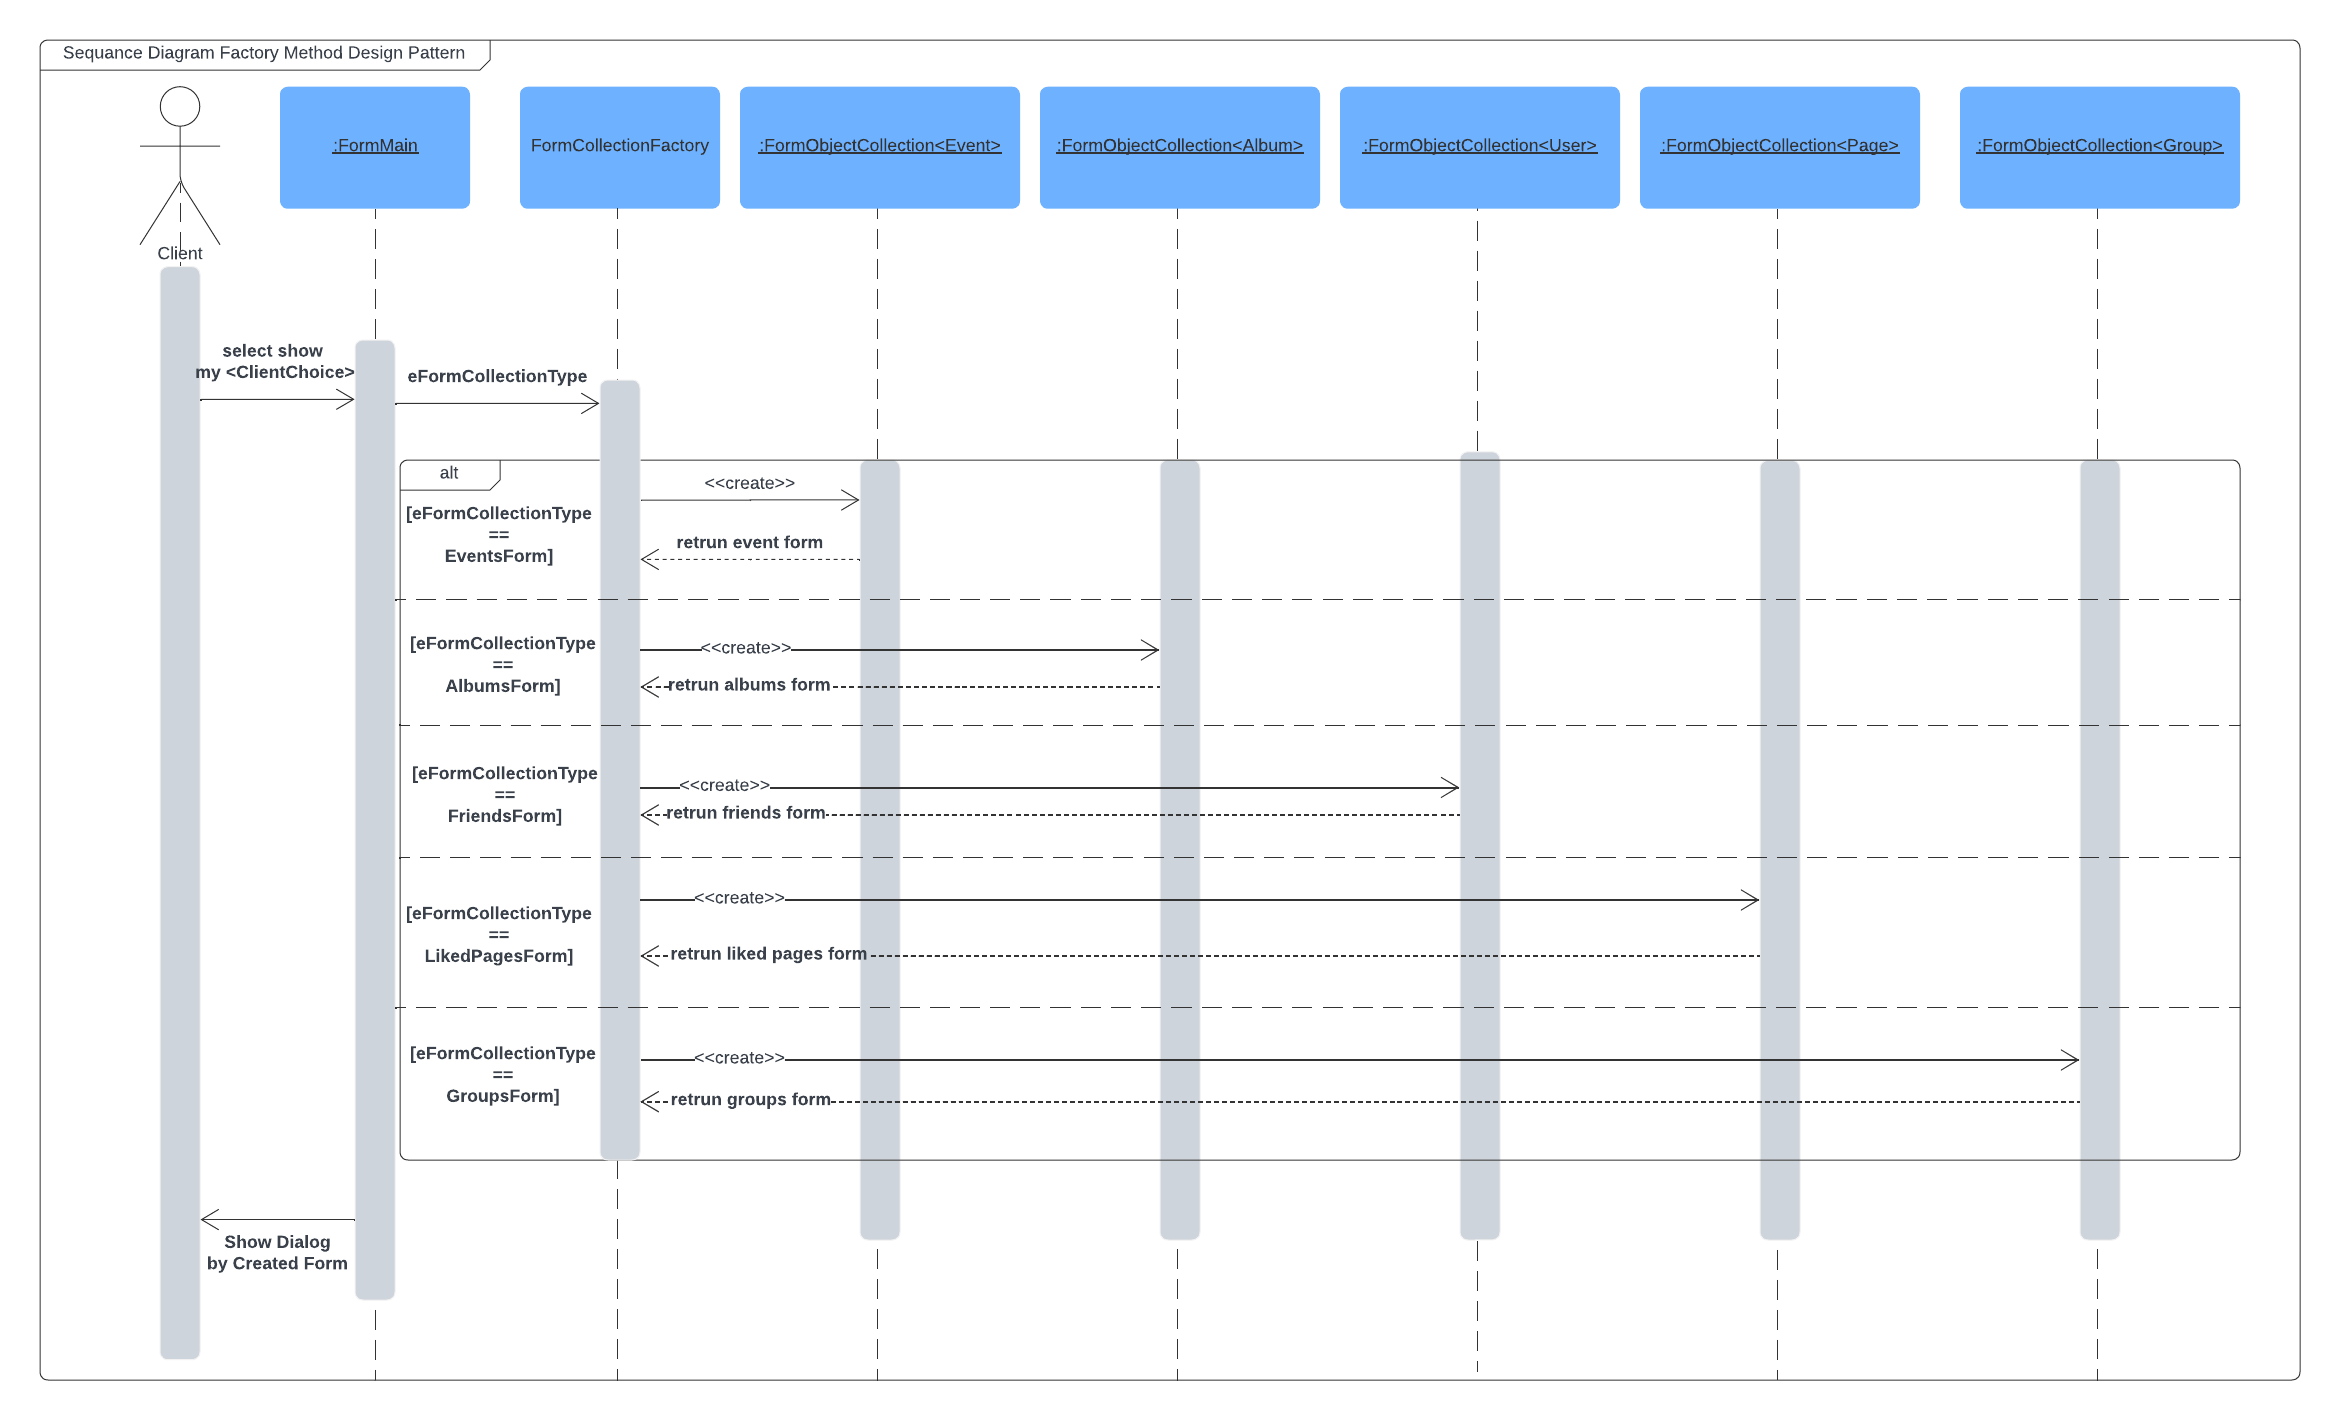 Sequance Diagram Factory Method Design Pattern
Client
:FormMain
FormCollectionFactory
:FormObjectCollection<Event>
:FormObjectCollection<Album>
:FormObjectCollection<User>
:FormObjectCollection<Page>
:FormObjectCollection<Group>
select show
my <ClientChoice>
eFormCollectionType
alt
[eFormCollectionType
==
EventsForm]
<<create>>
retrun event form
[eFormCollectionType
==
AlbumsForm]
<<create>>
retrun albums form
[eFormCollectionType
==
FriendsForm]
<<create>>
retrun friends form
[eFormCollectionType
==
LikedPagesForm]
<<create>>
retrun liked pages form
[eFormCollectionType
==
GroupsForm]
<<create>>
retrun groups form
Show Dialog
by Created Form